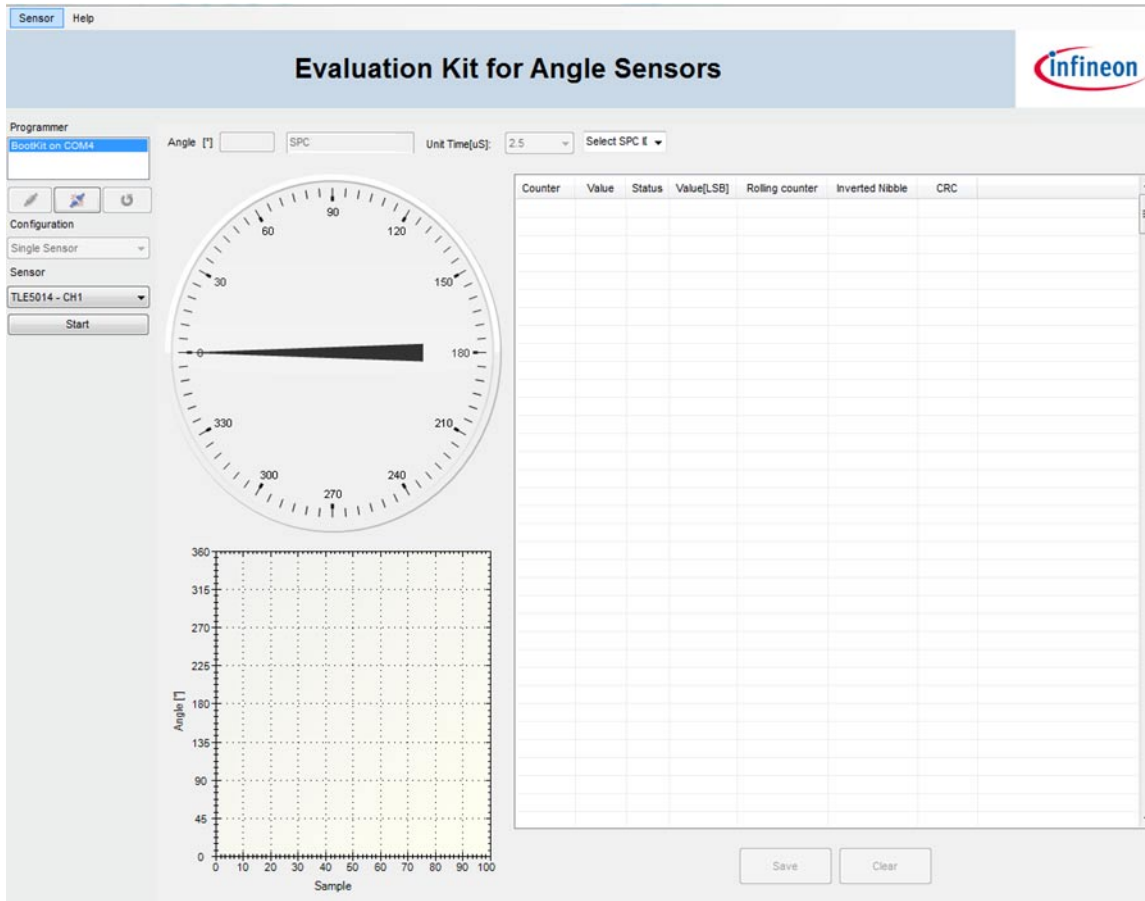 Sensor Help
Evaluation Kit for Angle Sensors
infineon
Programmer
BootKit on COM4
Configuration
Single Sensor
Sensor
TLE5014 - CH1
Start
Angle [°] SPC Unit Time[uS]: 2.5 Select SPC I
90
60 120
30 150
0 180
330 210
300 240
270
Counter Value Status Value[LSB] Rolling counter Inverted Nibble CRC
360
315
270
225
180
135
90
45
0
Angle [°]
0 10 20 30 40 50 60 70 80 90 100
Sample
Save Clear